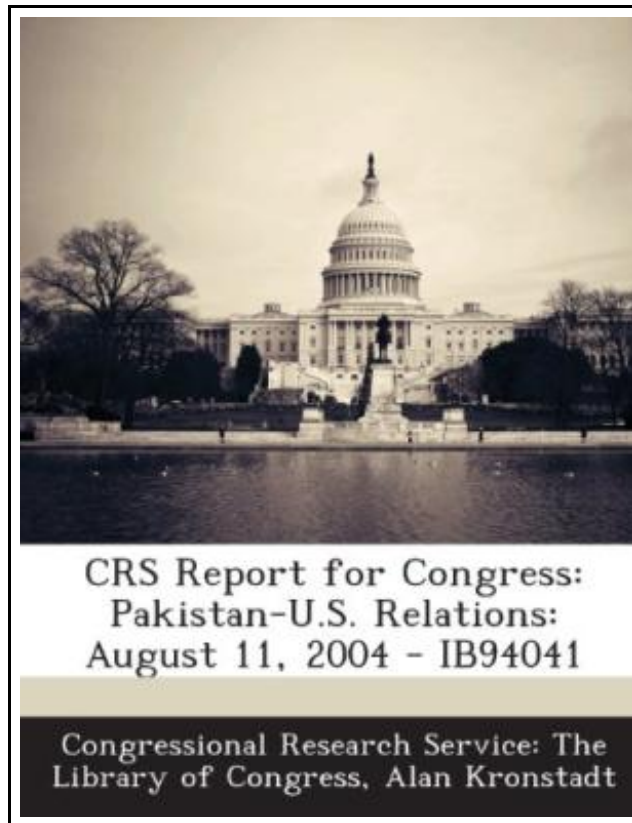 CRS Report for Congress:
Pakistan-U.S. Relations:
August 11, 2004 - IB94041
Congressional Research Service: The
Library of Congress, Alan Kronstadt